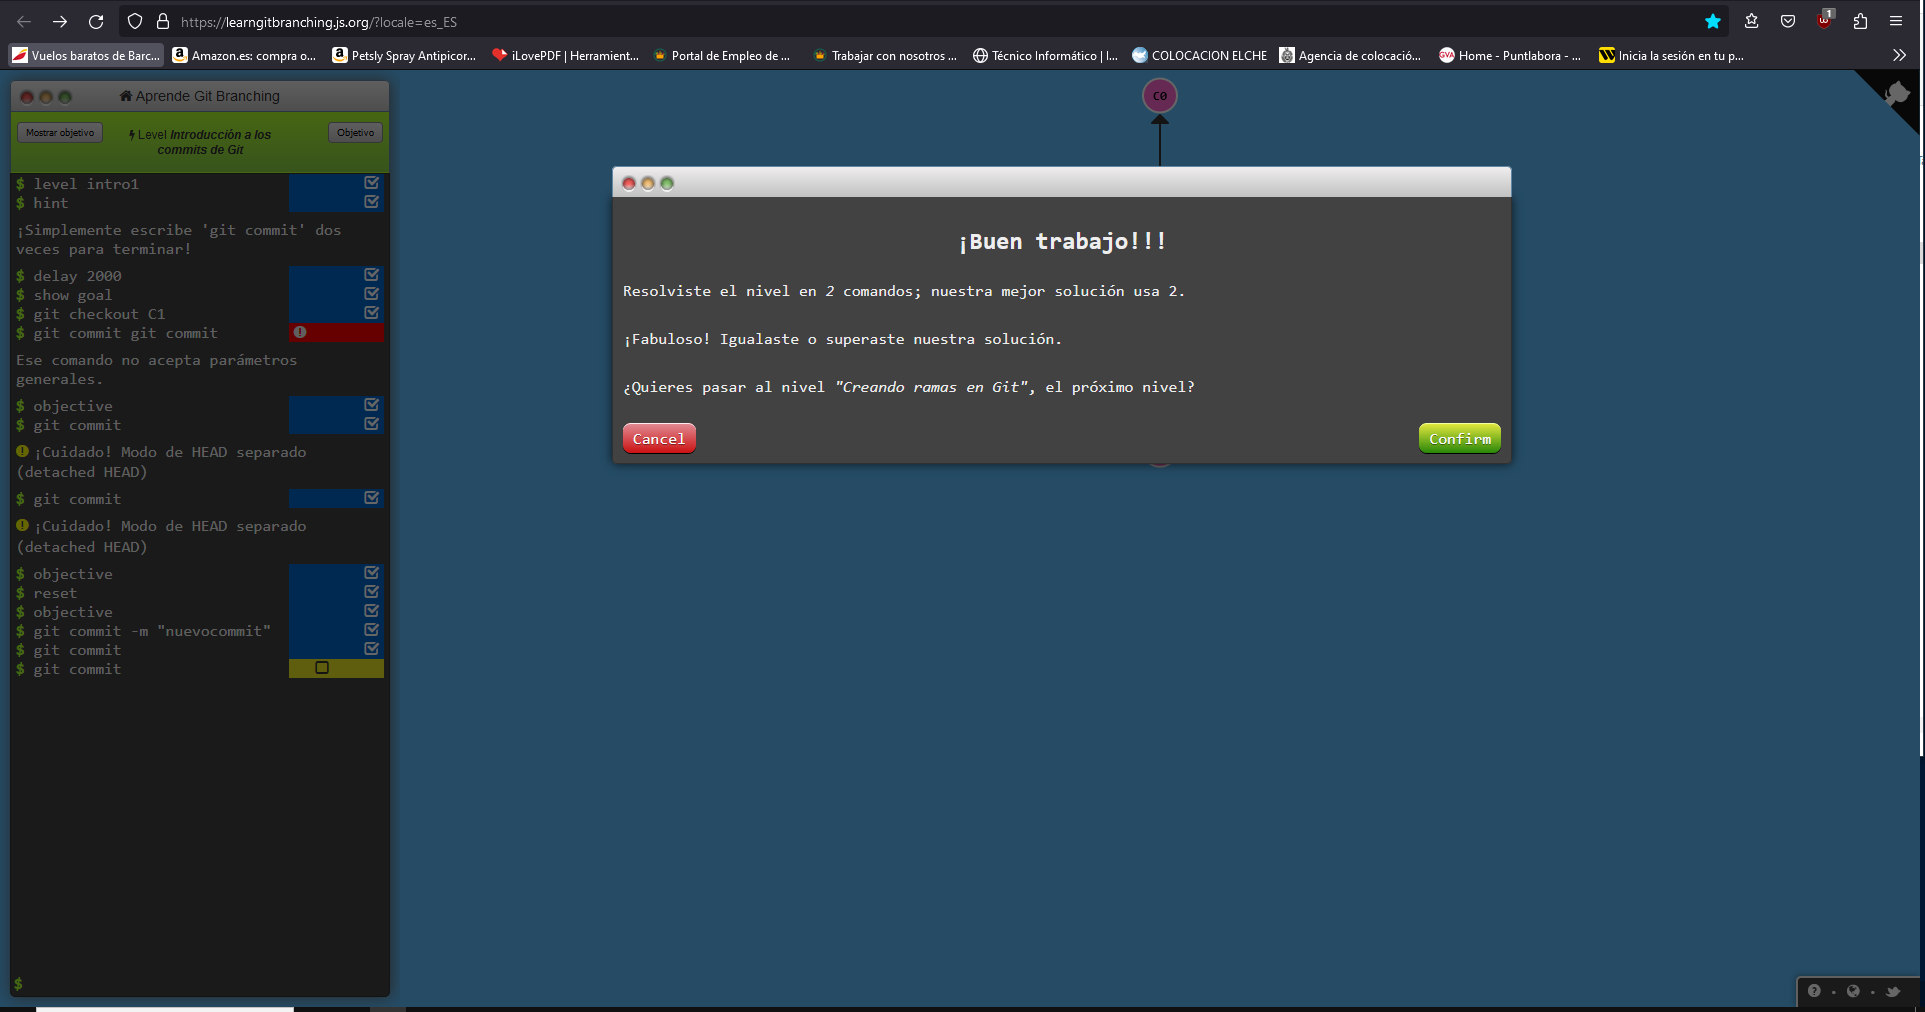 https://learngitbranching.js.org/?locale=es_ES
1
Vuelos baratos de Barc...
Amazon.es: compra o...
Petsly Spray Antipicor...
iLovePDF | Herramient...
Portal de Empleo de ...
Trabajar con nosotros ...
Técnico Informático | I...
COLOCACION ELCHE
Agencia de colocació...
GVA
Home - Puntlabora - ...
Inicia la sesión en tu p...
Aprende Git Branching
Mostrar objetivo
Level Introducción a los
commits de Git
Objetivo
$ level intro1
$ hint
¡Simplemente escribe 'git commit' dos
veces para terminar!
$ delay 2000
$ show goal
$ git checkout C1
$ git commit git commit
Ese comando no acepta parámetros
generales.
$ objective
$ git commit
¡Cuidado! Modo de HEAD separado
(detached HEAD)
$ git commit
¡Cuidado! Modo de HEAD separado
(detached HEAD)
$ objective
$ reset
$ objective
$ git commit -m "nuevocommit"
$ git commit
$ git commit
$
C0
¡Buen trabajo!!!
Resolviste el nivel en 2 comandos; nuestra mejor solución usa 2.
¡Fabuloso! Igualaste o superaste nuestra solución.
¿Quieres pasar al nivel "Creando ramas en Git", el próximo nivel?
Cancel
Confirm